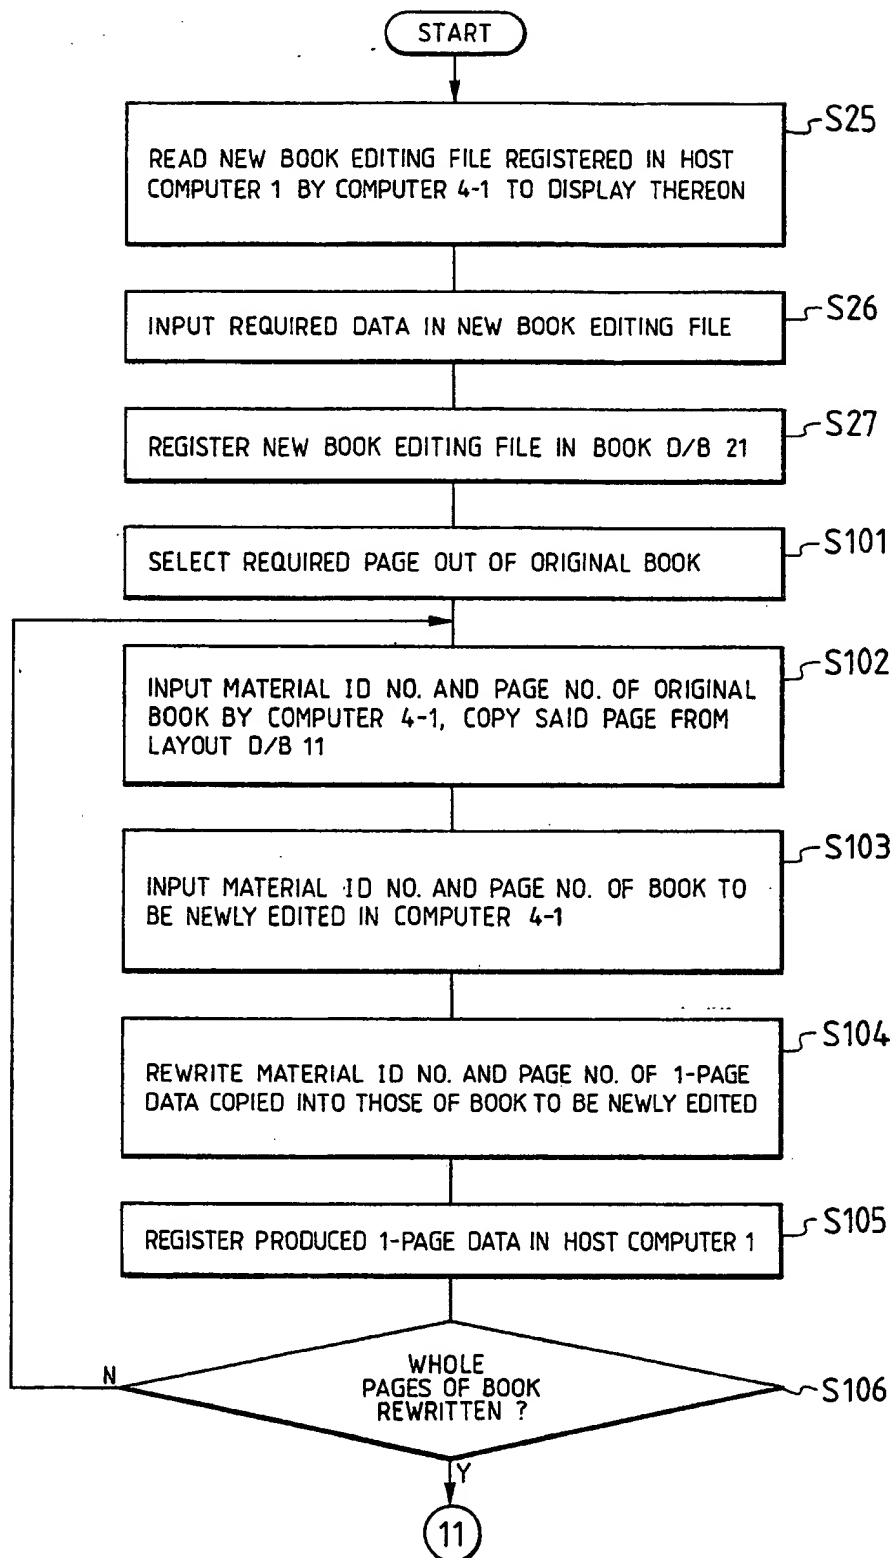 START
S25
READ NEW BOOK EDITING FILE REGISTERED IN HOST
COMPUTER 1 BY COMPUTER 4-1 TO DISPLAY THEREON
S26
INPUT REQUIRED DATA IN NEW BOOK EDITING FILE
S27
REGISTER NEW BOOK EDITING FILE IN BOOK D/B 21
S101
SELECT REQUIRED PAGE OUT OF ORIGINAL BOOK
S102
INPUT MATERIAL ID NO. AND PAGE NO. OF ORIGINAL
BOOK BY COMPUTER 4-1, COPY SAID PAGE FROM
LAYOUT D/B 11
S103
INPUT MATERIAL ID NO. AND PAGE NO. OF BOOK TO
BE NEWLY EDITED IN COMPUTER 4-1
S104
REWRITE MATERIAL ID NO. AND PAGE NO. OF 1-PAGE
DATA COPIED INTO THOSE OF BOOK TO BE NEWLY EDITED
S105
REGISTER PRODUCED 1-PAGE DATA IN HOST COMPUTER 1
N
WHOLE
PAGES OF BOOK
REWRITTEN ?
S106
Y
11